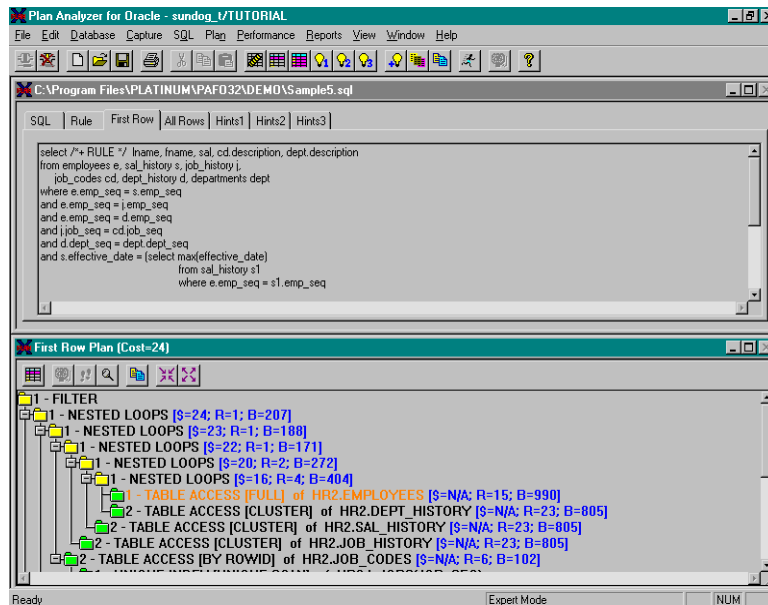 Plan Analyzer for Oracle - sundog_t/TUTORIAL
File Edit Database Capture SQL Plan Performance Reports View Window Help
C:\Program Files\PLATINUM\PAFO32\DEMO\Sample5.sql
SQL Rule First Row All Rows Hints1 Hints2 Hints3
select /*+ RULE */ lname, fname, sal, cd.description, dept.description
from employees e, sal_history s, job_history j,
job_codes cd, dept_history d, departments dept
where e.emp_seq = s.emp_seq
and e.emp_seq = j.emp_seq
and e.emp_seq = d.emp_seq
and j.job_seq = cd.job_seq
and d.dept_seq = dept.dept_seq
and s.effective_date = (select max(effective_date)
from sal_history s1
where e.emp_seq = s1.emp_seq
First Row Plan (Cost=24)
1 - FILTER
1 - NESTED LOOPS [$=24; R=1; B=207]
1 - NESTED LOOPS [$=23; R=1; B=188]
1 - NESTED LOOPS [$=22; R=1; B=171]
1 - NESTED LOOPS [$=20; R=2; B=272]
1 - NESTED LOOPS [$=16; R=4; B=404]
1 - TABLE ACCESS [FULL] of HR2.EMPLOYEES [$=N/A; R=15; B=990]
2 - TABLE ACCESS [CLUSTER] of HR2.DEPT_HISTORY [$=N/A; R=23; B=805]
2 - TABLE ACCESS [CLUSTER] of HR2.SAL_HISTORY [$=N/A; R=23; B=805]
2 - TABLE ACCESS [CLUSTER] of HR2.JOB_HISTORY [$=N/A; R=23; B=805]
2 - TABLE ACCESS [BY ROWID] of HR2.JOB_CODES [$=N/A; R=6; B=102]
Ready Expert Mode NUM